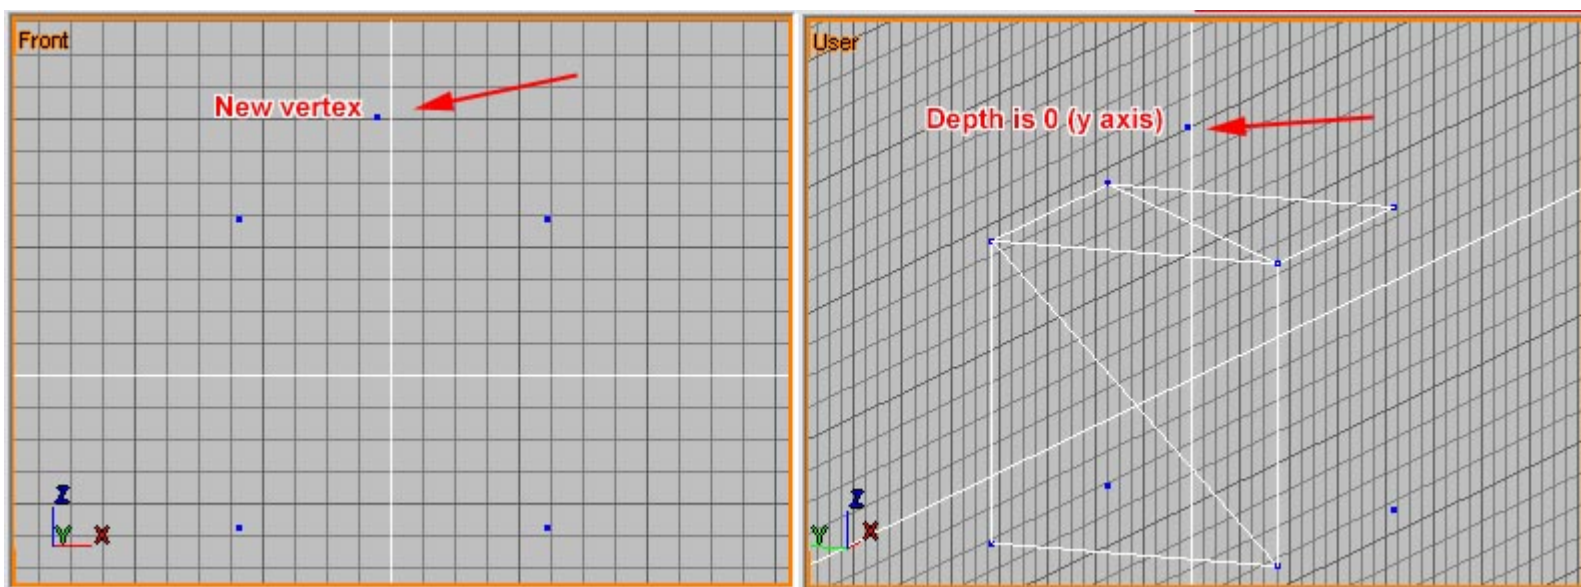 Front
New vertex
Z
Y X
User
Depth is 0 (y axis)
Z
Y X